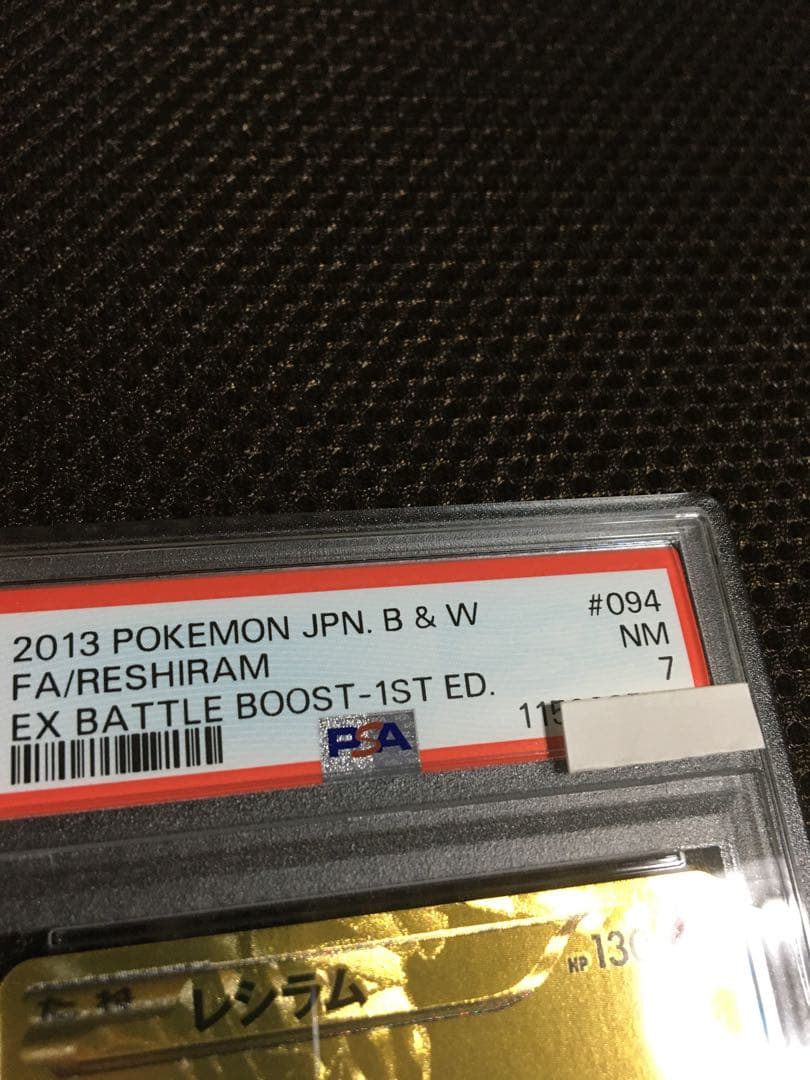 2013 POKEMON JPN. B & W #094
FA/RESHIRAM NM
EX BATTLE BOOST-1ST ED. 7
PSA
レシラム HP 130